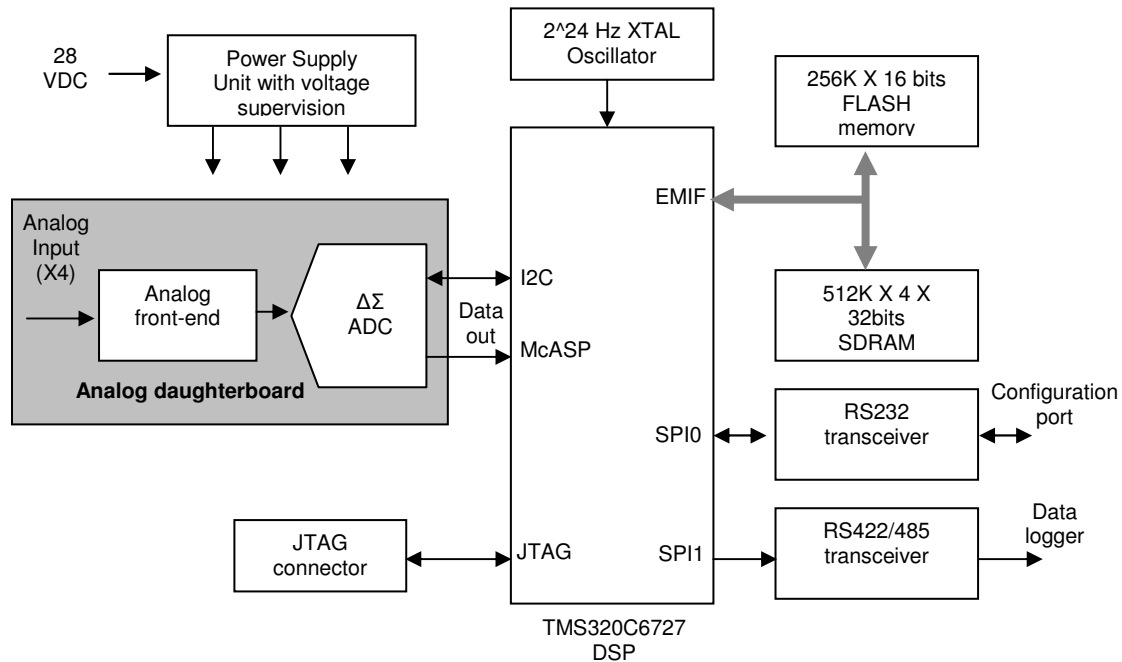 28
VDC
Power Supply
Unit with voltage
supervision
2^24 Hz XTAL
Oscillator
256K X 16 bits
FLASH
memory
EMIF
Analog
Input
(X4)
Analog
front-end
ΔΣ
ADC
I2C
Data
out
McASP
Analog daughterboard
512K X 4 X
32bits
SDRAM
SPI0
RS232
transceiver
Configuration
port
JTAG
connector
JTAG
SPI1
RS422/485
transceiver
Data
logger
TMS320C6727
DSP